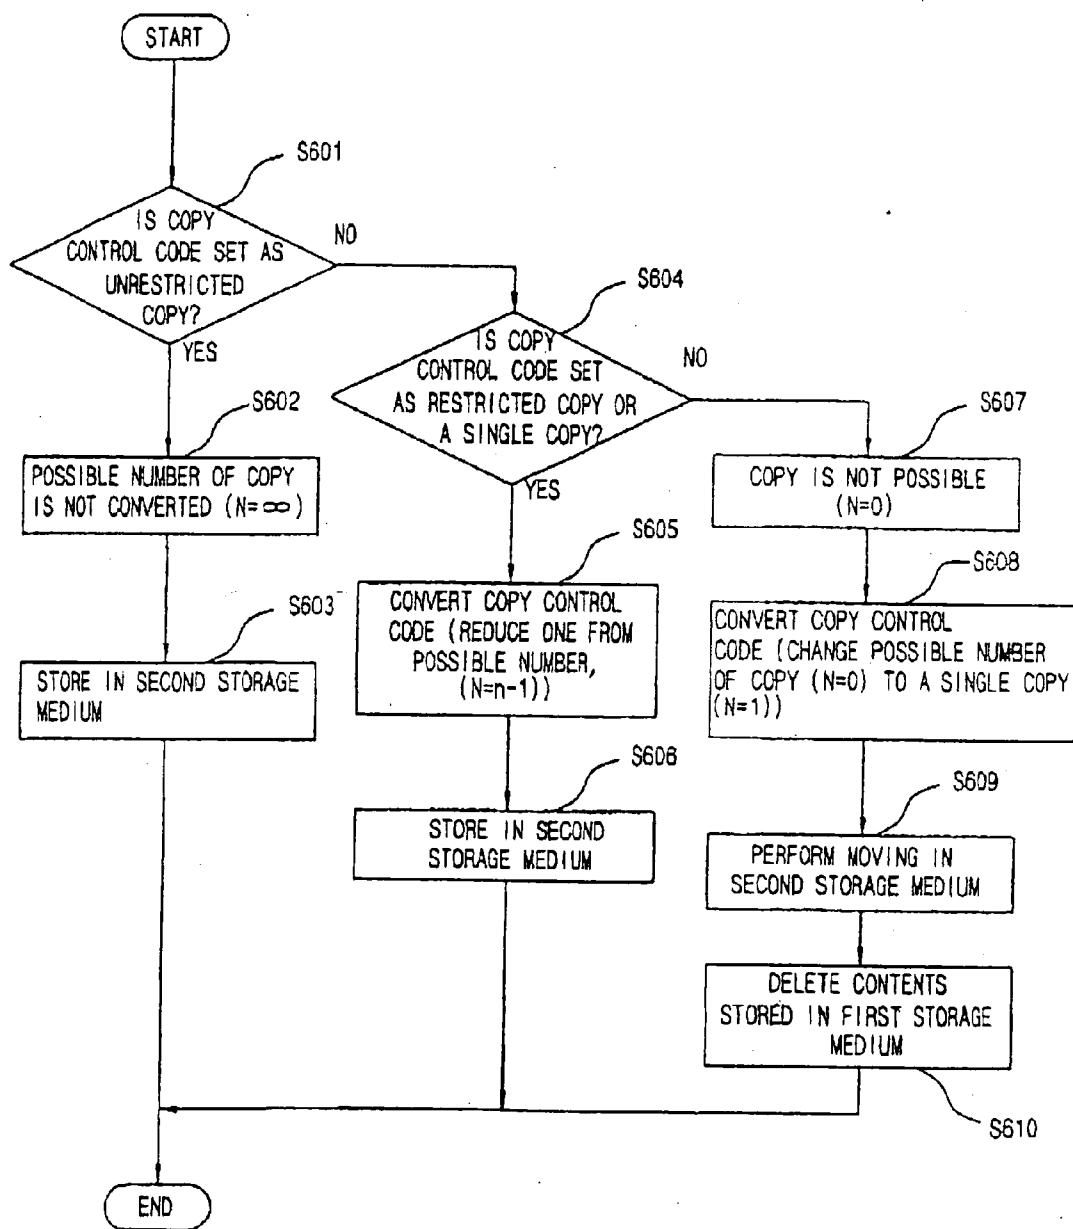 START
S601
IS COPY
CONTROL CODE SET AS
UNRESTRICTED
COPY?
NO
YES
S604
IS COPY
CONTROL CODE SET
AS RESTRICTED COPY OR
A SINGLE COPY?
NO
YES
S602
POSSIBLE NUMBER OF COPY
IS NOT CONVERTED (N=∞)
S607
COPY IS NOT POSSIBLE
(N=0)
S605
CONVERT COPY CONTROL
CODE (REDUCE ONE FROM
POSSIBLE NUMBER,
(N=n-1))
S608
CONVERT COPY CONTROL
CODE (CHANGE POSSIBLE NUMBER
OF COPY (N=0) TO A SINGLE COPY
(N=1))
S603
STORE IN SECOND STORAGE
MEDIUM
S606
STORE IN SECOND
STORAGE MEDIUM
S609
PERFORM MOVING IN
SECOND STORAGE MEDIUM
DELETE CONTENTS
STORED IN FIRST STORAGE
MEDIUM
S610
END